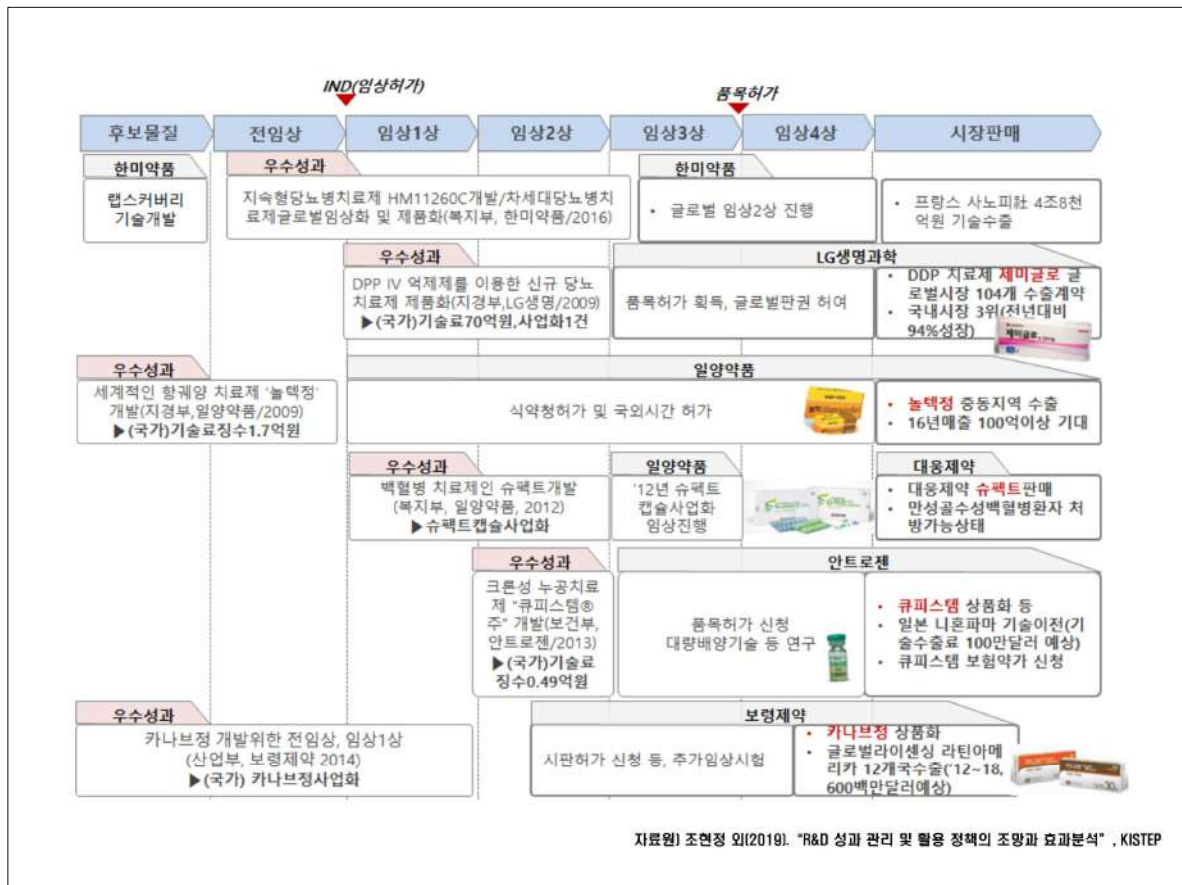 IND(임상허가)
품목허가
후보물질
전임상
임상1상
임상2상
임상3상
임상4상
시장판매
한미약품
랩스커버리
기술개발
우수성과
지속형당뇨병치료제 HM11260C개발/차세대당뇨병치
료제글로벌임상화 및 제품화(복지부, 한미약품/2016)
한미약품
• 글로벌 임상2상 진행
• 프랑스 사노피社 4조8천
억원 기술수출
우수성과
DPP IV 억제제를 이용한 신규 당뇨
치료제 제품화(지경부,LG생명/2009)
▶(국가)기술료70억원,사업화1건
LG생명과학
품목허가 획득, 글로벌판권 허여
• DDP 치료제 제미글로 글
로벌시장 104개 수출계약
• 국내시장 3위(전년대비
94%성장)
제미글로
우수성과
세계적인 항궤양 치료제 '놀텍정'
개발(지경부,일양약품/2009)
▶(국가)기술료징수1.7억원
일양약품
식약청허가 및 국외시간 허가
• 놀텍정 중동지역 수출
• 16년매출 100억이상 기대
우수성과
백혈병 치료제인 슈펙트개발
(복지부, 일양약품, 2012)
▶슈펙트캡슐사업화
일양약품
'12년 슈펙트
캡슐사업화
임상진행
대웅제약
• 대웅제약 슈펙트판매
• 만성골수성백혈병환자 처
방가능상태
우수성과
크론성 누공치료
제 "큐피스템®
주" 개발(보건부,
안트로젠/2013)
▶(국가)기술료
징수0.49억원
안트로젠
품목허가 신청
대량배양기술 등 연구
• 큐피스템 상품화 등
• 일본 니혼파마 기술이전(기
술수출료 100만달러 예상)
• 큐피스템 보험약가 신청
우수성과
카나브정 개발위한 전임상, 임상1상
(산업부, 보령제약 2014)
▶(국가) 카나브정사업화
보령제약
시판허가 신청 등, 추가임상시험
• 카나브정 상품화
• 글로벌라이센싱 라틴아메
리카 12개국수출('12~18,
600백만달러예상)
자료원) 조현정 외(2019). "R&D 성과 관리 및 활용 정책의 조망과 효과분석" , KISTEP